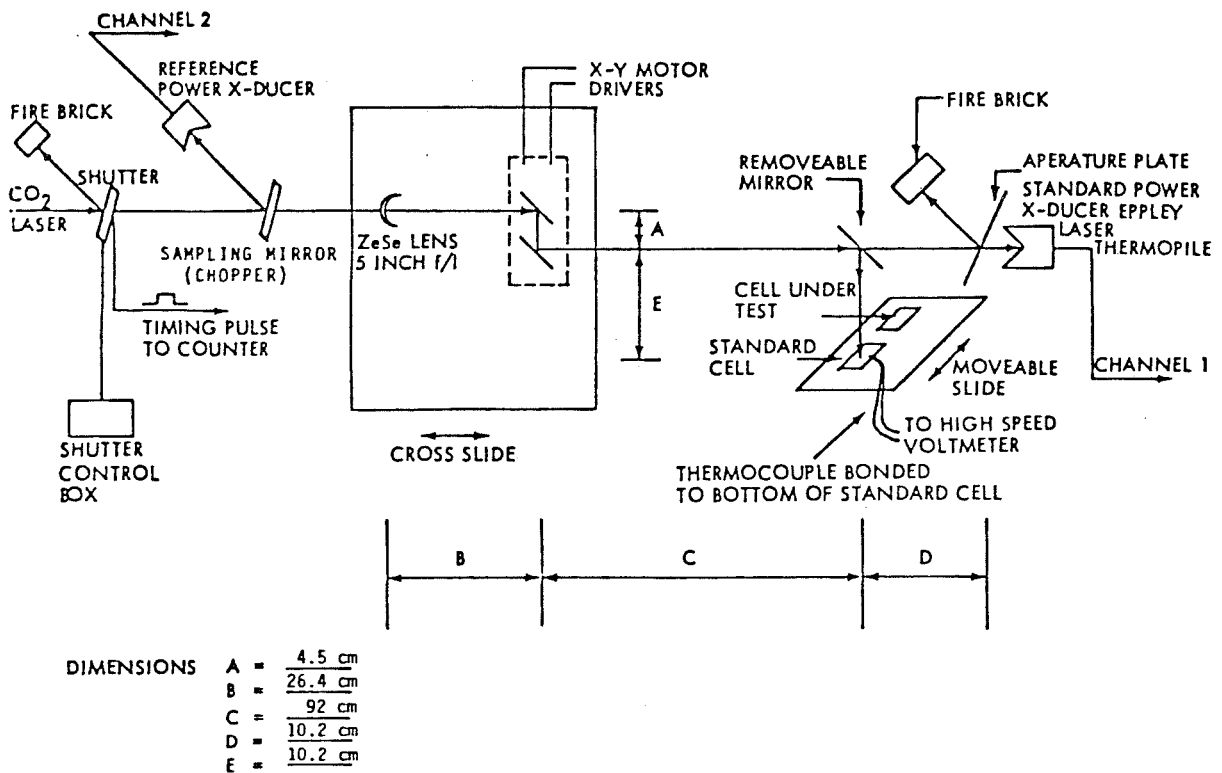 CHANNEL 2
REFERENCE
POWER X-DUCER
FIRE BRICK
SHUTTER
CO2
LASER
SAMPLING MIRROR
(CHOPPER)
TIMING PULSE
TO COUNTER
SHUTTER
CONTROL
BOX
X-Y MOTOR
DRIVERS
ZeSe LENS
5 INCH f/l
CROSS SLIDE
A
E
FIRE BRICK
REMOVEABLE
MIRROR
APERATURE PLATE
STANDARD POWER
X-DUCER EPPLEY
LASER
THERMOPILE
CELL UNDER
TEST
STANDARD
CELL
MOVEABLE
SLIDE
CHANNEL 1
TO HIGH SPEED
VOLTMETER
THERMOCOUPLE BONDED
TO BOTTOM OF STANDARD CELL
B
C
D
DIMENSIONS A = 4.5 cm
B = 26.4 cm
C = 92 cm
D = 10.2 cm
E = 10.2 cm